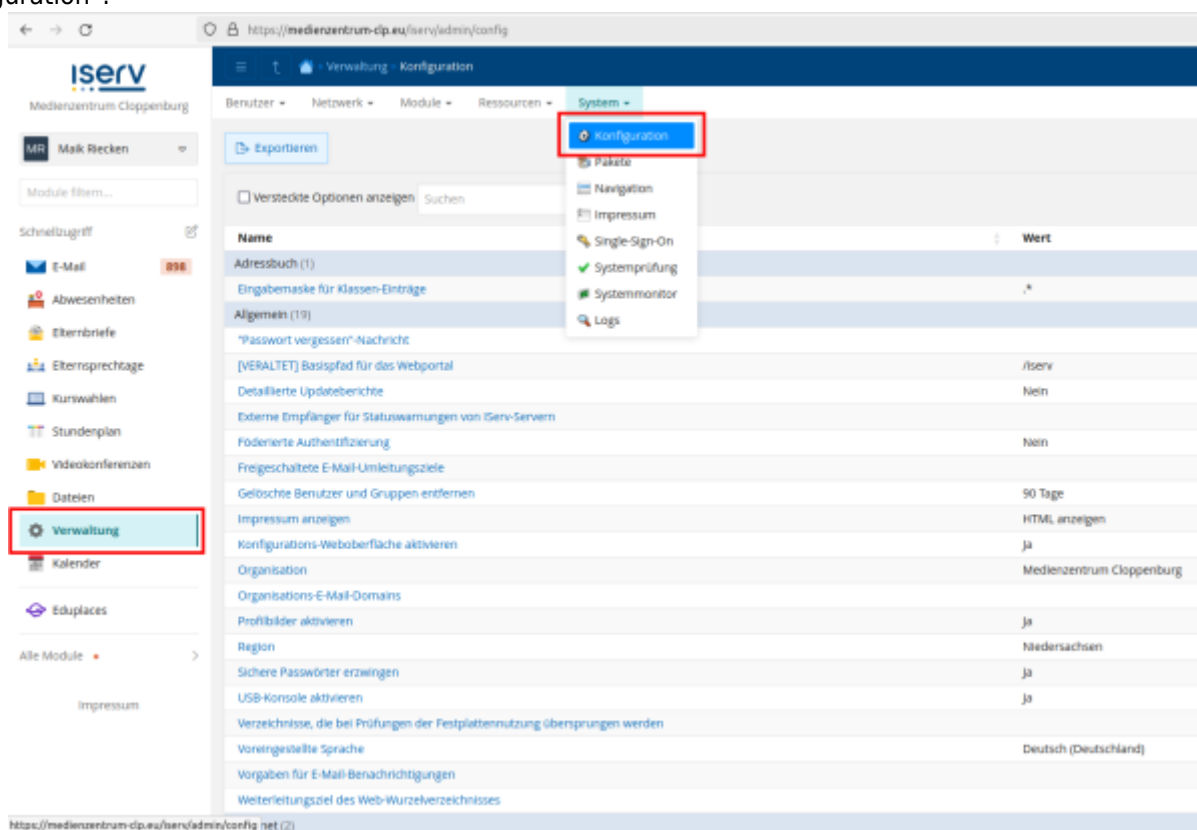 guration“.
https://medienzentrum-clp.eu/iserv/admin/config
IServ
Medienzentrum Cloppenburg
MR Maik Riecken
Module filtern...
Schnellzugriff
E-Mail 898
Abwesenheiten
Elternbriefe
Elternsprechtage
Kurswahlen
Stundenplan
Videokonferenzen
Dateien
Verwaltung
Kalender
Eduplaces
Alle Module
Impressum
Verwaltung Konfiguration
Benutzer Netzwerk Module Ressourcen System
Konfiguration
Pakete
Navigation
Impressum
Single-Sign-On
Systemprüfung
Systemmonitor
Logs
Exportieren
Versteckte Optionen anzeigen Suchen
Name Wert
Adressbuch (1)
Eingabemaske für Klassen-Einträge .*
Allgemein (19)
"Passwort vergessen"-Nachricht
[VERALTET] Basispfad für das Webportal /iserv
Detaillierte Updateberichte Nein
Externe Empfänger für Statuswarnungen von IServ-Servern
Föderierte Authentifizierung Nein
Freigeschaltete E-Mail-Umleitungsziele
Gelöschte Benutzer und Gruppen entfernen 90 Tage
Impressum anzeigen HTML anzeigen
Konfigurations-Weboberfläche aktivieren Ja
Organisation Medienzentrum Cloppenburg
Organisations-E-Mail-Domains
Profilbilder aktivieren Ja
Region Niedersachsen
Sichere Passwörter erzwingen Ja
USB-Konsole aktivieren Ja
Verzeichnisse, die bei Prüfungen der Festplattennutzung übersprungen werden
Voreingestellte Sprache Deutsch (Deutschland)
Vorgaben für E-Mail-Benachrichtigungen
Weiterleitungsziel des Web-Wurzelverzeichnisses
https://medienzentrum-clp.eu/iserv/admin/config net (2)